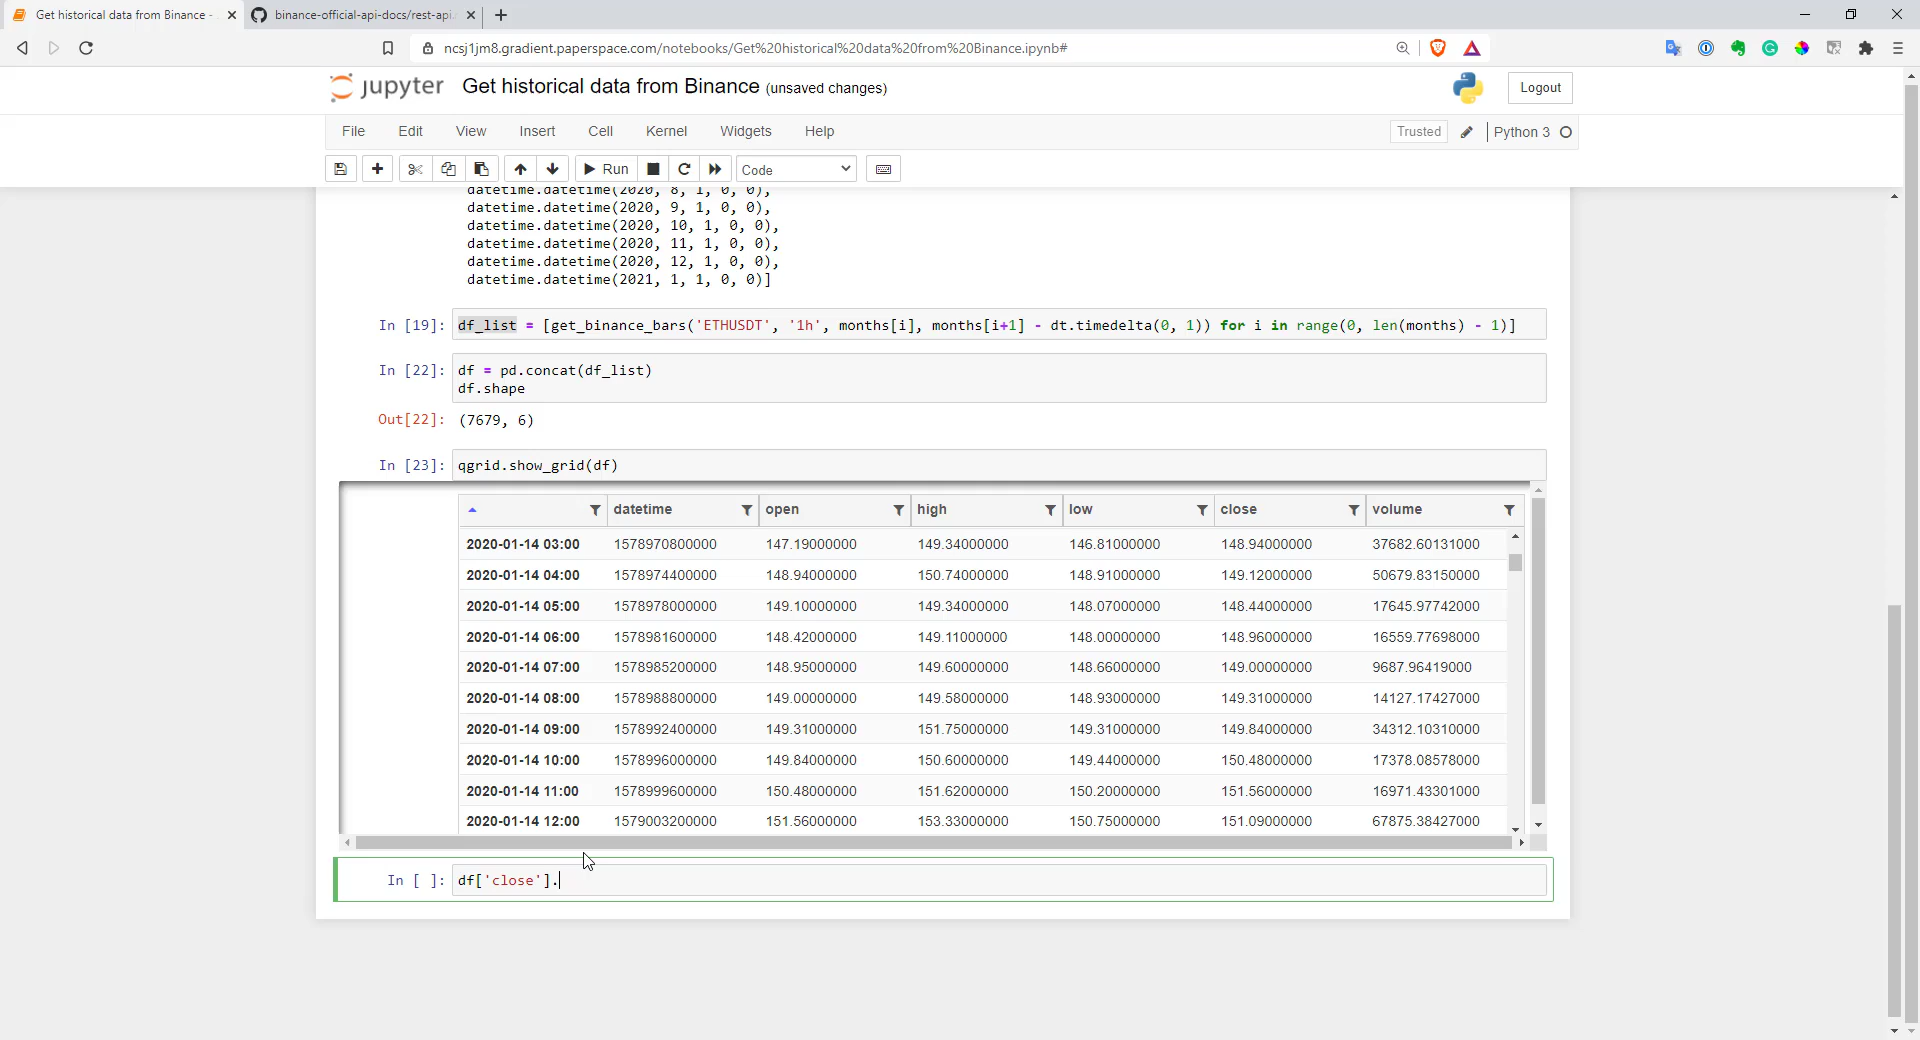 Get historical data from Binance -
binance-official-api-docs/rest-api.
ncsj1jm8.gradient.paperspace.com/notebooks/Get%20historical%20data%20from%20Binance.ipynb#
jupyter Get historical data from Binance (unsaved changes)
Logout
File Edit View Insert Cell Kernel Widgets Help
Trusted Python 3
Run Code
datetime.datetime(2020, 8, 1, 0, 0),
datetime.datetime(2020, 9, 1, 0, 0),
datetime.datetime(2020, 10, 1, 0, 0),
datetime.datetime(2020, 11, 1, 0, 0),
datetime.datetime(2020, 12, 1, 0, 0),
datetime.datetime(2021, 1, 1, 0, 0)]
In [19]: df_list = [get_binance_bars('ETHUSDT', '1h', months[i], months[i+1] - dt.timedelta(0, 1)) for i in range(0, len(months) - 1)]
In [22]: df = pd.concat(df_list)
df.shape
Out[22]: (7679, 6)
In [23]: qgrid.show_grid(df)
datetime open high low close volume
2020-01-14 03:00 1578970800000 147.19000000 149.34000000 146.81000000 148.94000000 37682.60131000
2020-01-14 04:00 1578974400000 148.94000000 150.74000000 148.91000000 149.12000000 50679.83150000
2020-01-14 05:00 1578978000000 149.10000000 149.34000000 148.07000000 148.44000000 17645.97742000
2020-01-14 06:00 1578981600000 148.42000000 149.11000000 148.00000000 148.96000000 16559.77698000
2020-01-14 07:00 1578985200000 148.95000000 149.60000000 148.66000000 149.00000000 9687.96419000
2020-01-14 08:00 1578988800000 149.00000000 149.58000000 148.93000000 149.31000000 14127.17427000
2020-01-14 09:00 1578992400000 149.31000000 151.75000000 149.31000000 149.84000000 34312.10310000
2020-01-14 10:00 1578996000000 149.84000000 150.60000000 149.44000000 150.48000000 17378.08578000
2020-01-14 11:00 1578999600000 150.48000000 151.62000000 150.20000000 151.56000000 16971.43301000
2020-01-14 12:00 1579003200000 151.56000000 153.33000000 150.75000000 151.09000000 67875.38427000
In [ ]: df['close'].